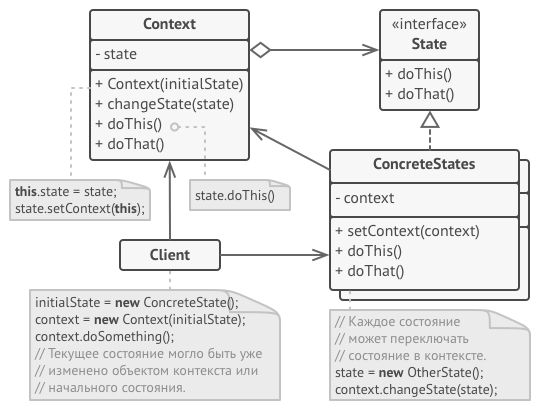 Context
- state
+ Context(initialState)
+ changeState(state)
+ doThis()
+ doThat()
«interface»
State
+ doThis()
+ doThat()
this.state = state;
state.setContext(this);
state.doThis()
ConcreteStates
- context
+ setContext(context)
+ doThis()
+ doThat()
Client
initialState = new ConcreteState();
context = new Context(initialState);
context.doSomething();
// Текущее состояние могло быть уже
// изменено объектом контекста или
// начального состояния.
// Каждое состояние
// может переключать
// состояние в контексте.
state = new OtherState();
context.changeState(state);